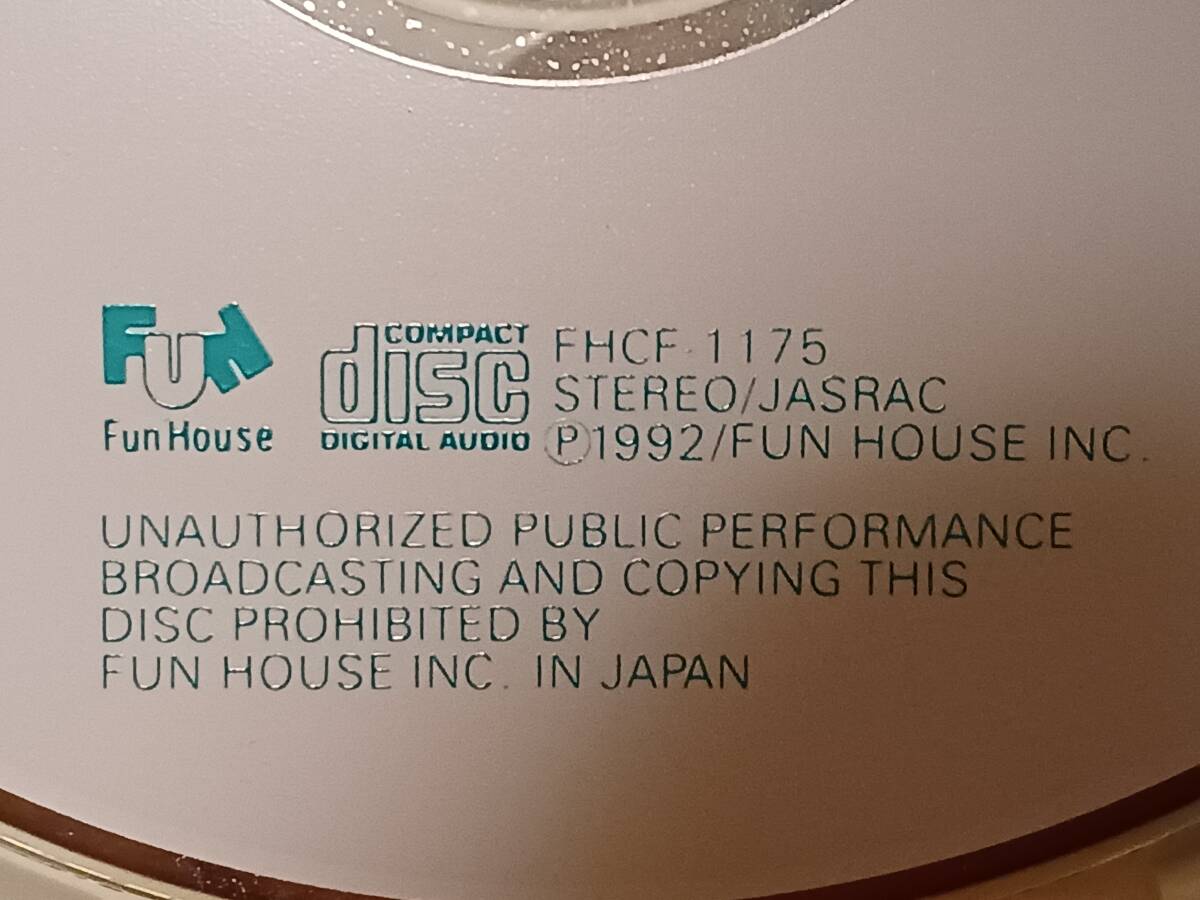 FUN
Fun House
COMPACT
disc
DIGITAL AUDIO
FHCF-1175
STEREO/JASRAC
Ⓟ1992/FUN HOUSE INC.
UNAUTHORIZED PUBLIC PERFORMANCE
BROADCASTING AND COPYING THIS
DISC PROHIBITED BY
FUN HOUSE INC. IN JAPAN